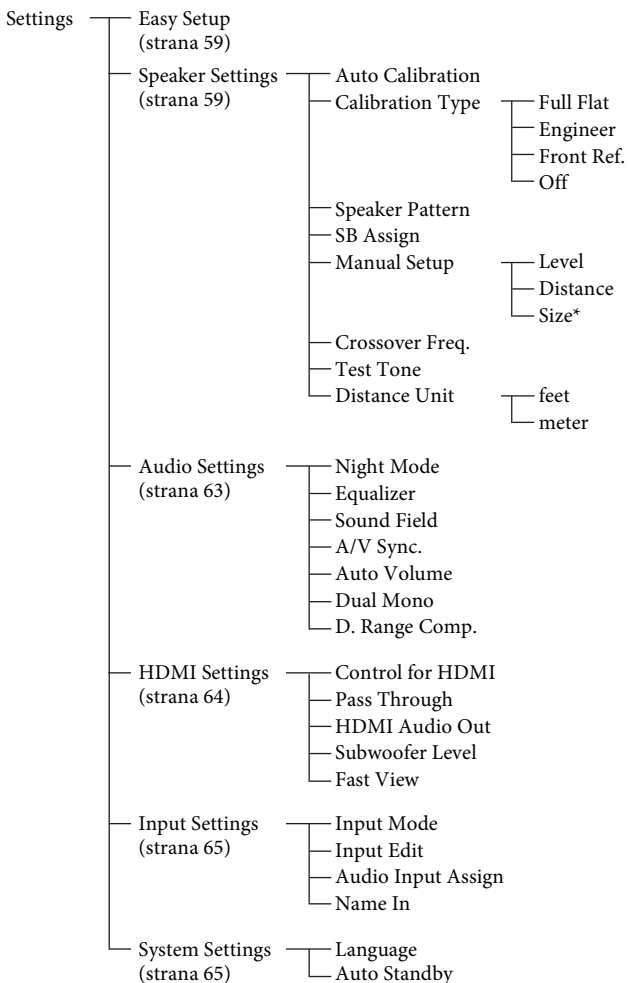 Settings
Easy Setup
(strana 59)
Speaker Settings
(strana 59)
Auto Calibration
Calibration Type
Full Flat
Engineer
Front Ref.
Off
Speaker Pattern
SB Assign
Manual Setup
Level
Distance
Size*
Crossover Freq.
Test Tone
Distance Unit
feet
meter
Audio Settings
(strana 63)
Night Mode
Equalizer
Sound Field
A/V Sync.
Auto Volume
Dual Mono
D. Range Comp.
HDMI Settings
(strana 64)
Control for HDMI
Pass Through
HDMI Audio Out
Subwoofer Level
Fast View
Input Settings
(strana 65)
Input Mode
Input Edit
Audio Input Assign
Name In
System Settings
(strana 65)
Language
Auto Standby